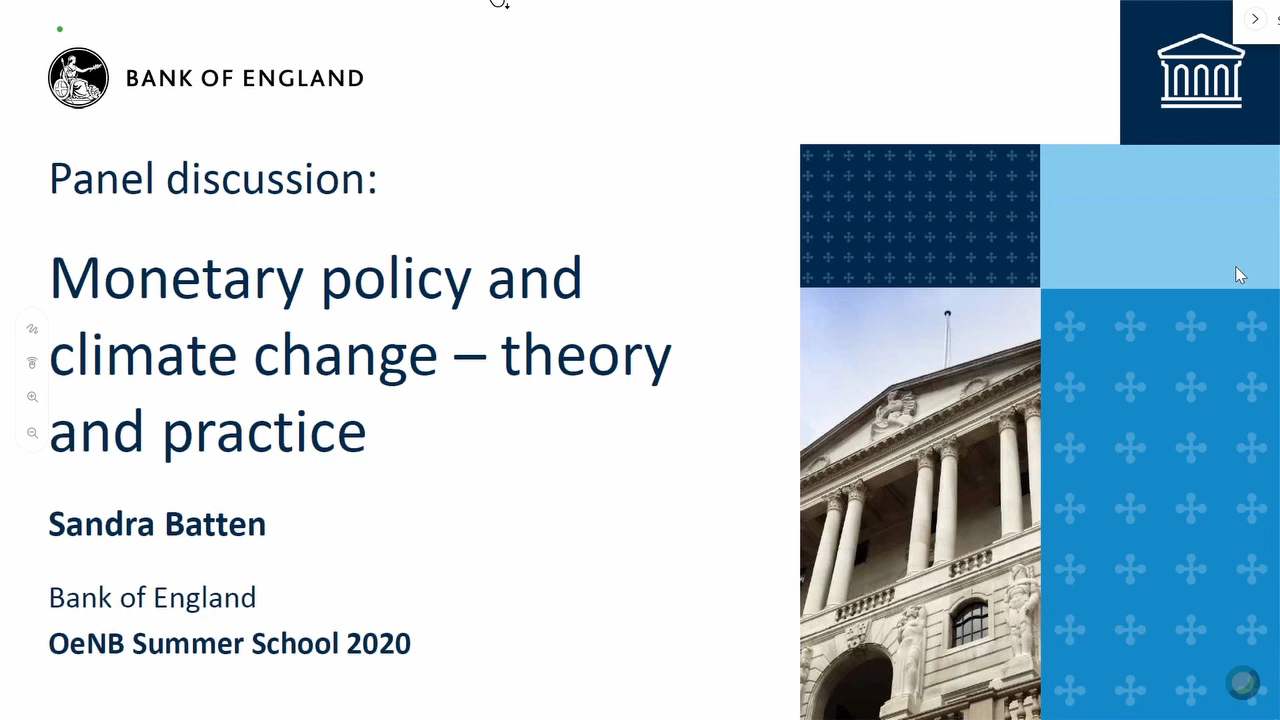 BANK OF ENGLAND
Panel discussion:
Monetary policy and
climate change – theory
and practice
Sandra Batten
Bank of England
OeNB Summer School 2020